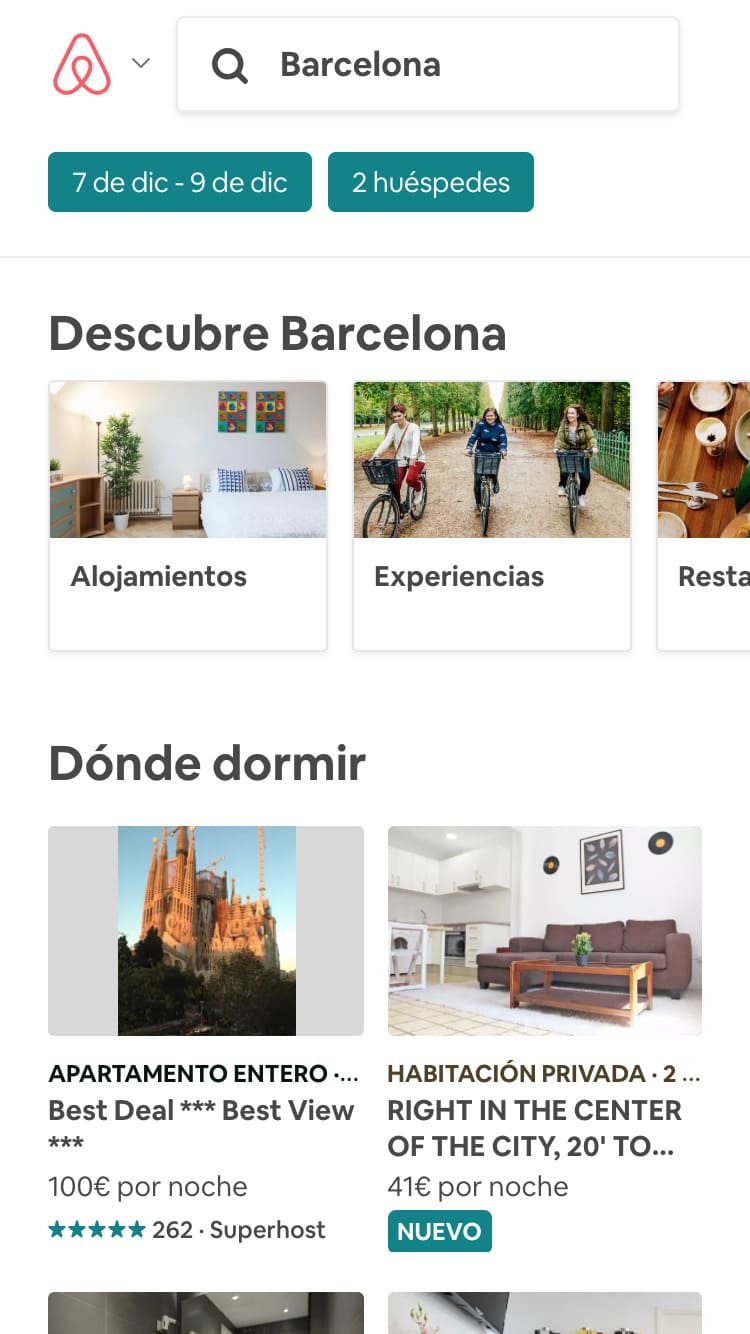 Barcelona
7 de dic - 9 de dic
2 huéspedes
Descubre Barcelona
Alojamientos
Experiencias
Resta
Dónde dormir
APARTAMENTO ENTERO ·...
Best Deal *** Best View
***
100€ por noche
262 · Superhost
HABITACIÓN PRIVADA · 2 ...
RIGHT IN THE CENTER
OF THE CITY, 20' TO...
41€ por noche
NUEVO